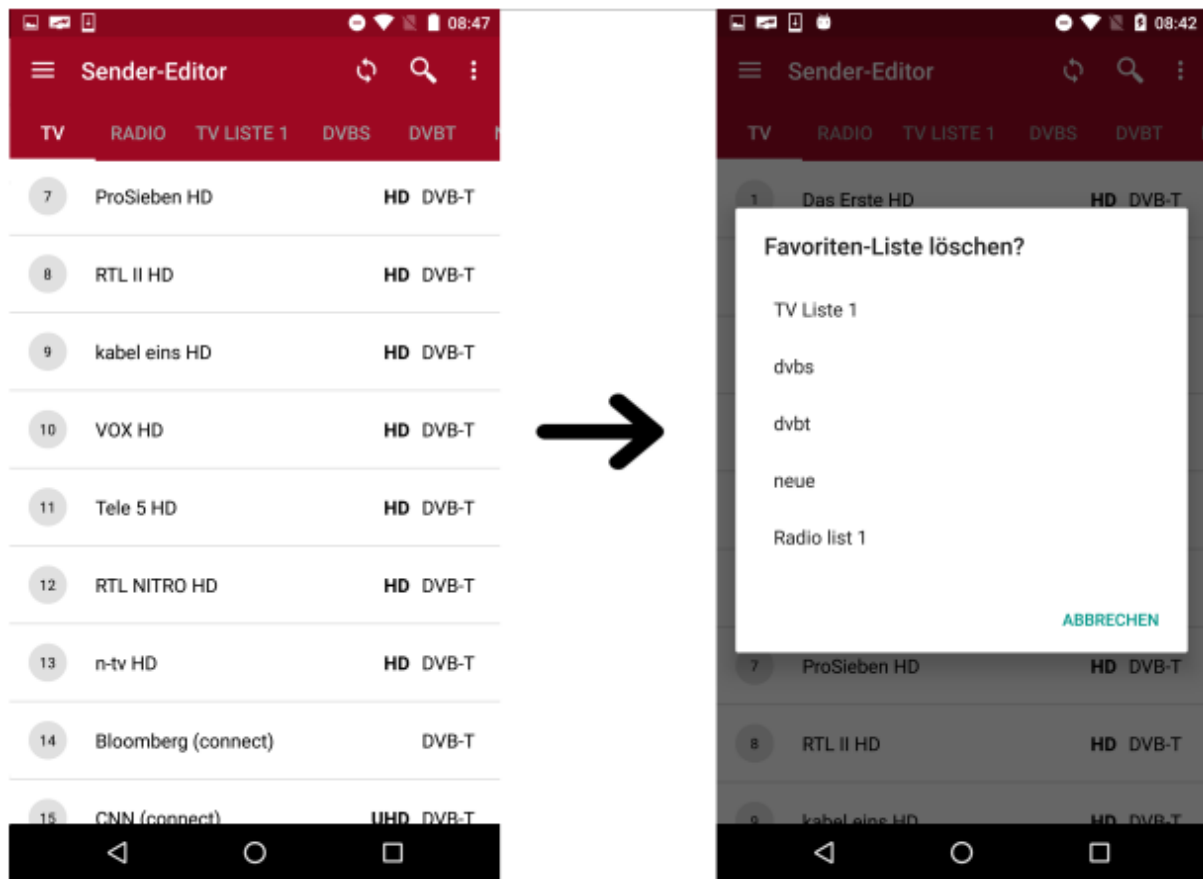 08:47
Sender-Editor
TV RADIO TV LISTE 1 DVBS DVBT
7 ProSieben HD HD DVB-T
8 RTL II HD HD DVB-T
9 kabel eins HD HD DVB-T
10 VOX HD HD DVB-T
11 Tele 5 HD HD DVB-T
12 RTL NITRO HD HD DVB-T
13 n-tv HD HD DVB-T
14 Bloomberg (connect) DVB-T
15 CNN (connect) UHD DVB-T
08:42
Sender-Editor
TV RADIO TV LISTE 1 DVBS DVBT
1 Das Erste HD HD DVB-T
Favoriten-Liste löschen?
TV Liste 1
dvbs
dvbt
neue
Radio list 1
ABBRECHEN
7 ProSieben HD HD DVB-T
8 RTL II HD HD DVB-T
9 kabel eins HD HD DVB-T